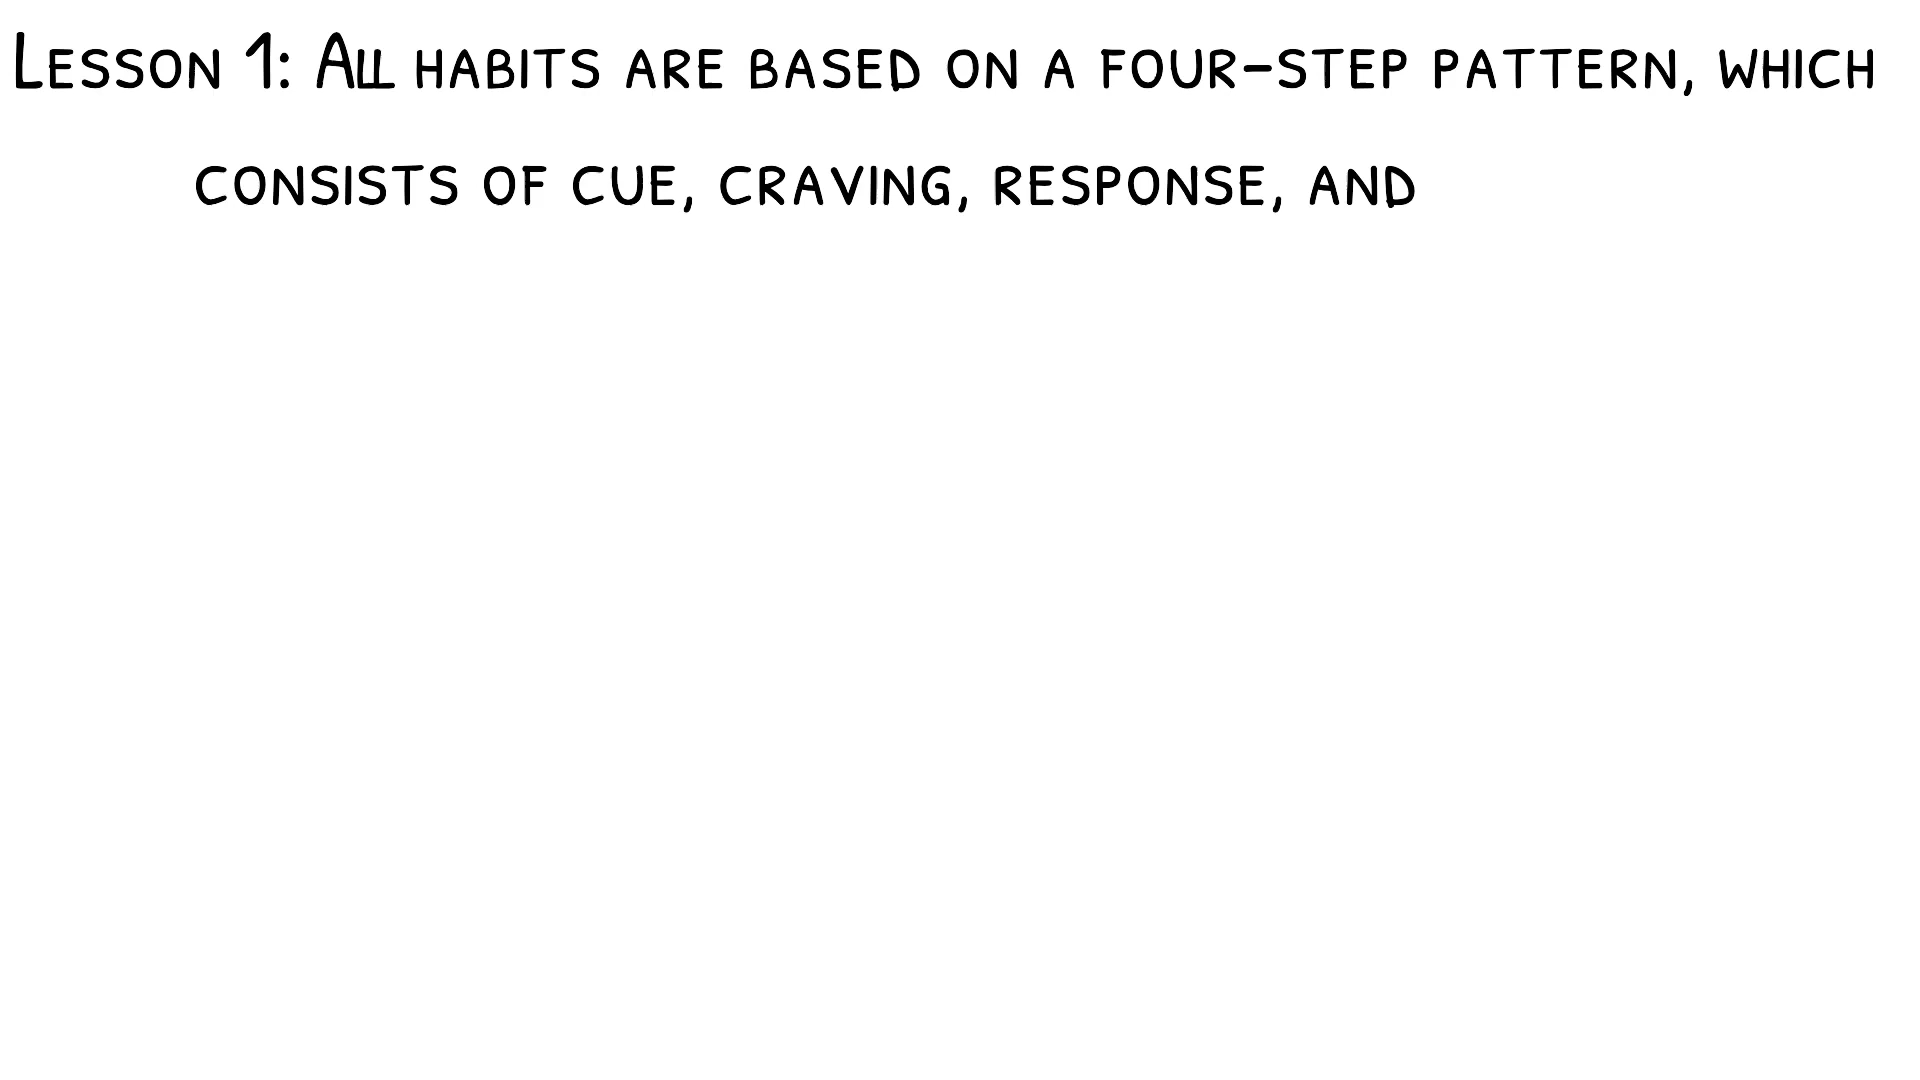 Lesson 1: All habits are based on a four-step pattern, which
consists of cue, craving, response, and